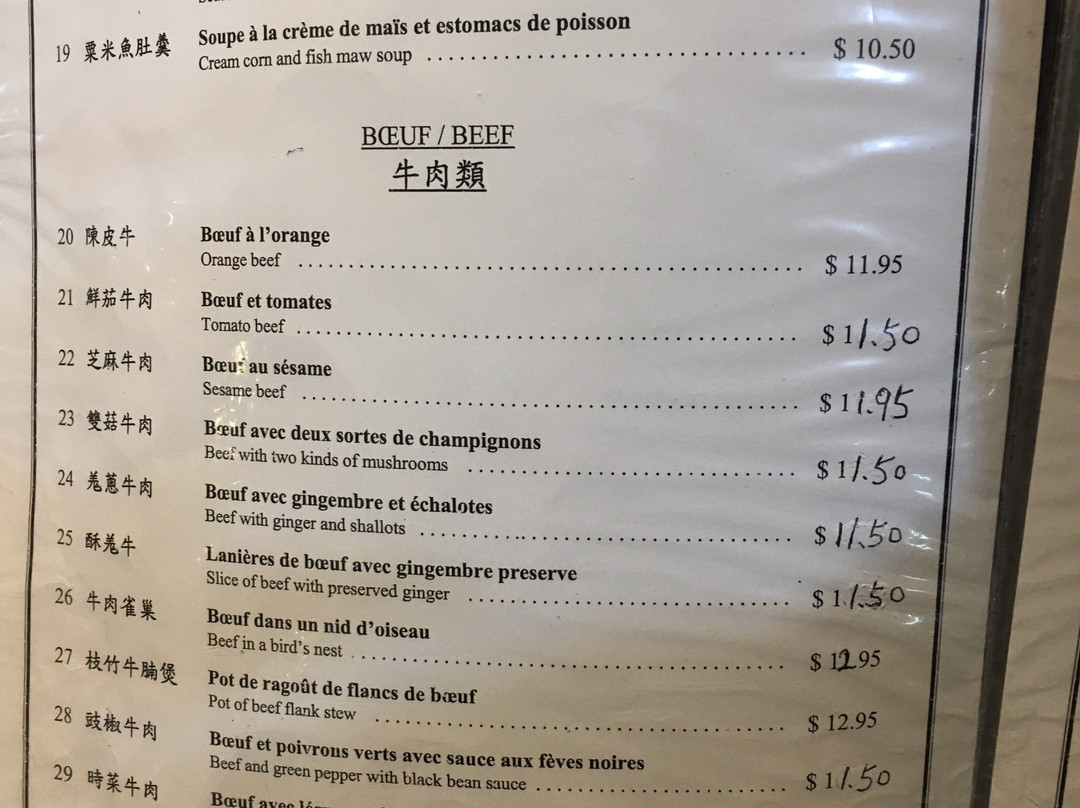 Soupe à la crème de maïs et estomacs de poisson
19 粟米魚肚羹
Cream corn and fish maw soup $ 10.50
BŒUF / BEEF
牛肉類
20 陳皮牛 Bœuf à l'orange
Orange beef $ 11.95
21 鮮茄牛肉 Bœuf et tomates
Tomato beef $ 11.50
22 芝麻牛肉 Bœuf au sésame
Sesame beef $ 11.95
23 雙菇牛肉 Bœuf avec deux sortes de champignons
Beef with two kinds of mushrooms $ 11.50
24 羗蔥牛肉 Bœuf avec gingembre et échalotes
Beef with ginger and shallots $ 11.50
25 酥羗牛 Lanières de bœuf avec gingembre preserve
Slice of beef with preserved ginger $ 11.50
26 牛肉雀巢 Bœuf dans un nid d'oiseau
Beef in a bird's nest $ 12.95
27 枝竹牛腩煲 Pot de ragoût de flancs de bœuf
Pot of beef flank stew $ 12.95
28 豉椒牛肉 Bœuf et poivrons verts avec sauce aux fèves noires
Beef and green pepper with black bean sauce $ 11.50
29 時菜牛肉 Bœuf avec